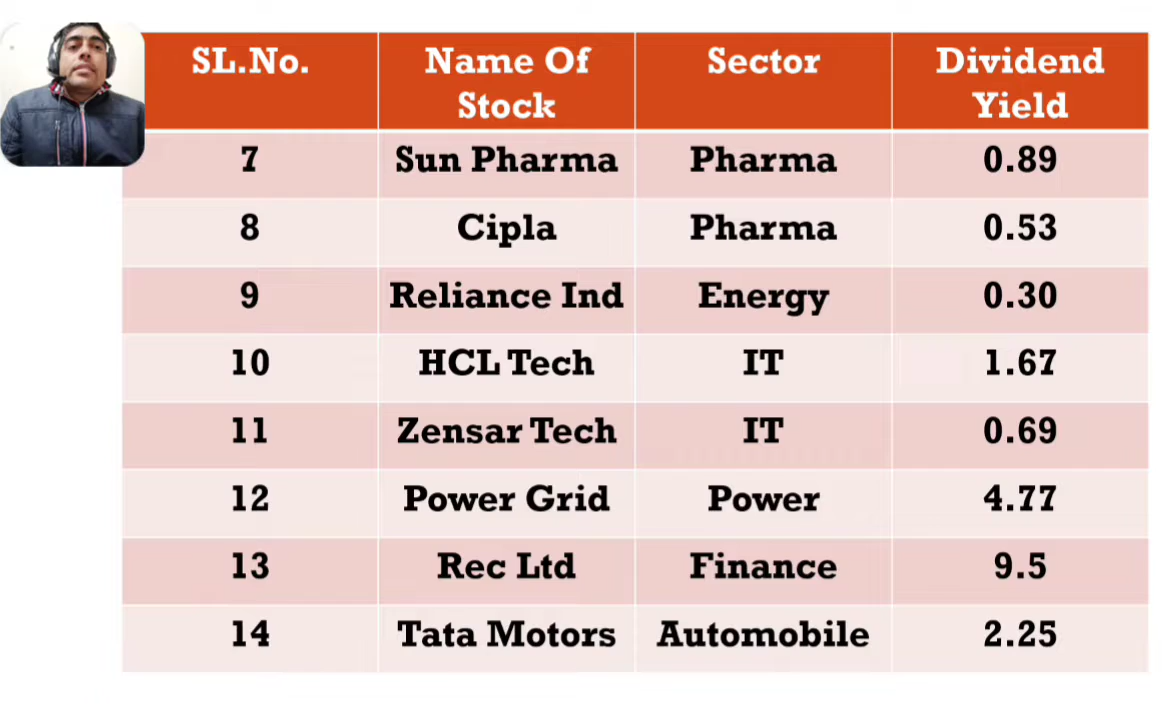 SL.No. Name Of Stock Sector Dividend Yield
7 Sun Pharma Pharma 0.89
8 Cipla Pharma 0.53
9 Reliance Ind Energy 0.30
10 HCL Tech IT 1.67
11 Zensar Tech IT 0.69
12 Power Grid Power 4.77
13 Rec Ltd Finance 9.5
14 Tata Motors Automobile 2.25